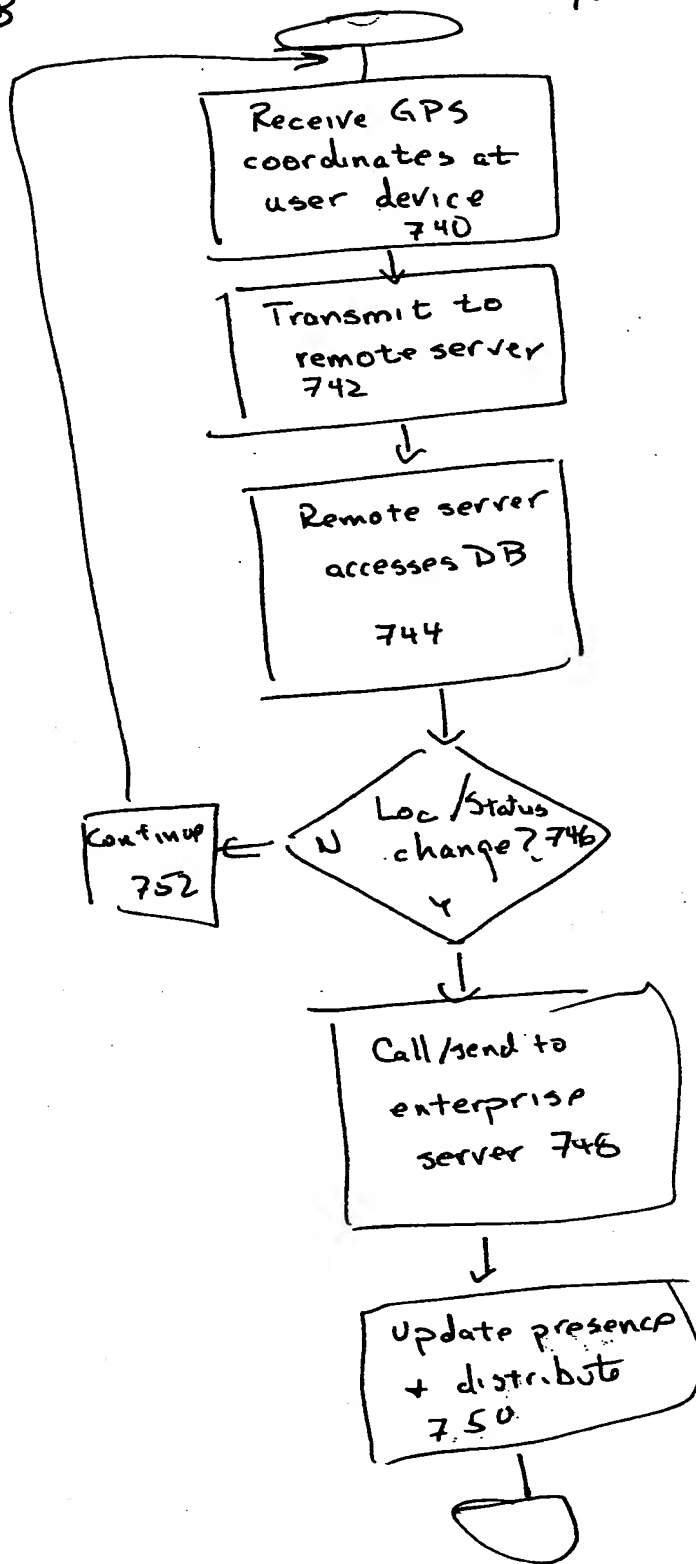 Receive GPS
coordinates at
user device
740
Transmit to
remote server
742
Remote server
accesses DB
744
Loc/Status
change? 746
N
Y
Continue
752
Call/send to
enterprise
server 748
Update presence
+ distribute
750